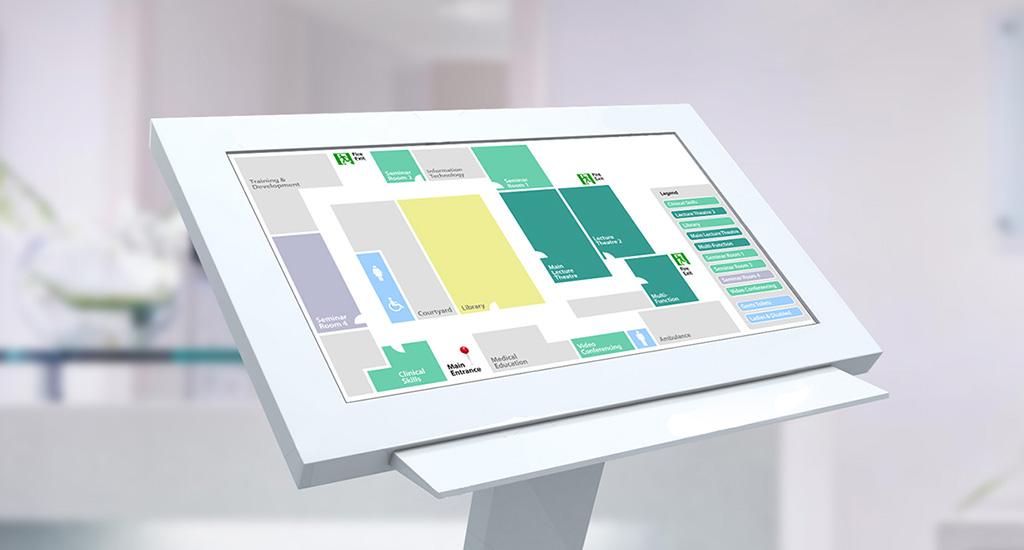 Training &
Development
Fire
Exit
Seminar
Room 2
Information
Technology
Seminar
Room 1
Fire
Exit
Legend
Clinical Skills
Lecture Theatre 2
Library
Main Lecture Theatre
Multi-Function
Seminar Room 1
Seminar Room 2
Seminar Room 4
Video Conferencing
Gents Toilets
Ladies & Disabled
Lecture
Theatre 2
Main
Lecture
Theatre
Fire
Exit
Multi-
Function
Seminar
Room 4
Courtyard
Library
Clinical
Skills
Main
Entrance
Medical
Education
Video
Conferencing
Ambulance